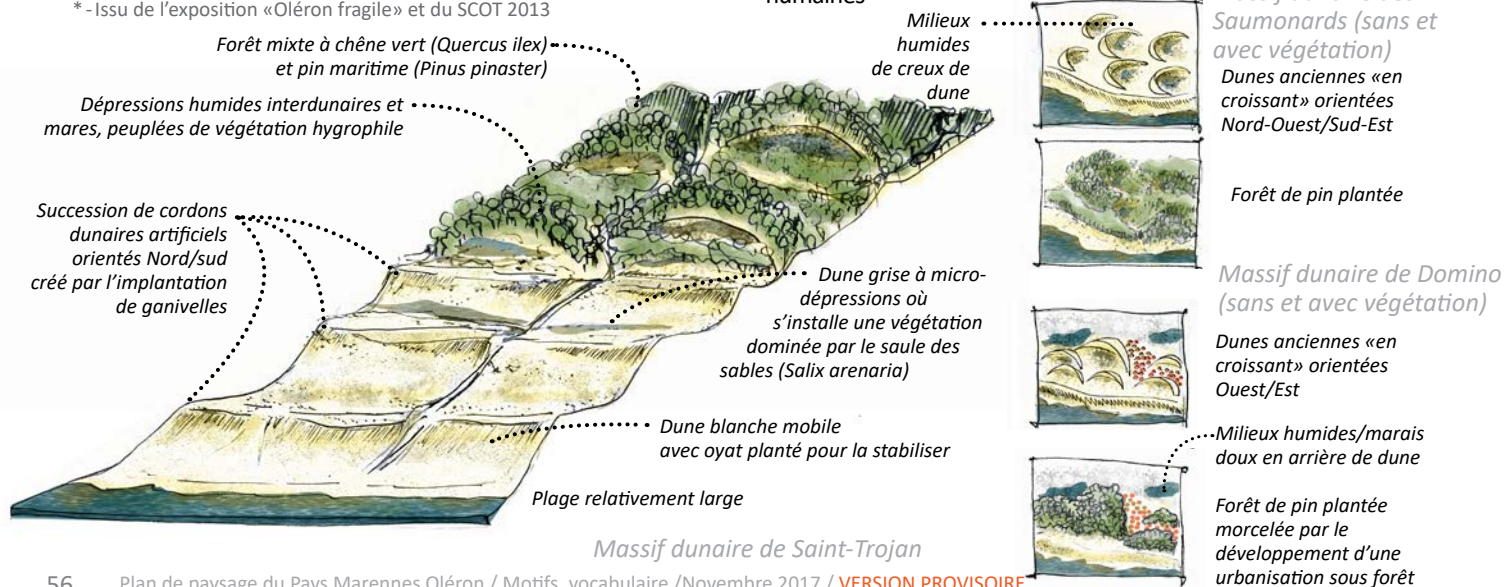 * - Issu de l'exposition «Oléron fragile» et du SCOT 2013
humaines
Forêt mixte à chêne vert (Quercus ilex)
et pin maritime (Pinus pinaster)
Dépressions humides interdunaires et
mares, peuplées de végétation hygrophile
Succession de cordons
dunaires artificiels
orientés Nord/sud
créé par l'implantation
de ganivelles
Milieux
humides
de creux de
dune
Dune grise à micro-
dépressions où
s'installe une végétation
dominée par le saule des
sables (Salix arenaria)
Dune blanche mobile
avec oyat planté pour la stabiliser
Plage relativement large
Massif dunaire de Saint-Trojan
Saumonards (sans et
avec végétation)
Dunes anciennes «en
croissant» orientées
Nord-Ouest/Sud-Est
Forêt de pin plantée
Massif dunaire de Domino
(sans et avec végétation)
Dunes anciennes «en
croissant» orientées
Ouest/Est
Milieux humides/marais
doux en arrière de dune
Forêt de pin plantée
morcelée par le
développement d'une
urbanisation sous forêt
56 Plan de paysage du Pays Marennes Oléron / Motifs, vocabulaire /Novembre 2017 / VERSION PROVISOIRE